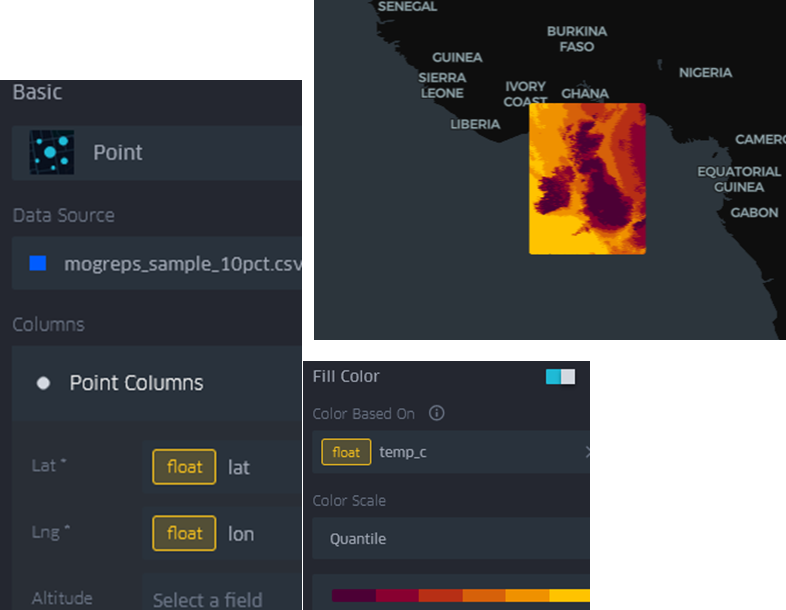 Basic
Point
Data Source
mogreps_sample_10pct.csv
Columns
Point Columns
Lat *
float
lat
Lng *
float
lon
Altitude
Select a field
SENEGAL
BURKINA
FASO
GUINEA
SIERRA
LEONE
IVORY
COAST
GHANA
NIGERIA
LIBERIA
CAMERO
EQUATORIAL
GUINEA
GABON
Fill Color
Color Based On
float
temp_c
Color Scale
Quantile